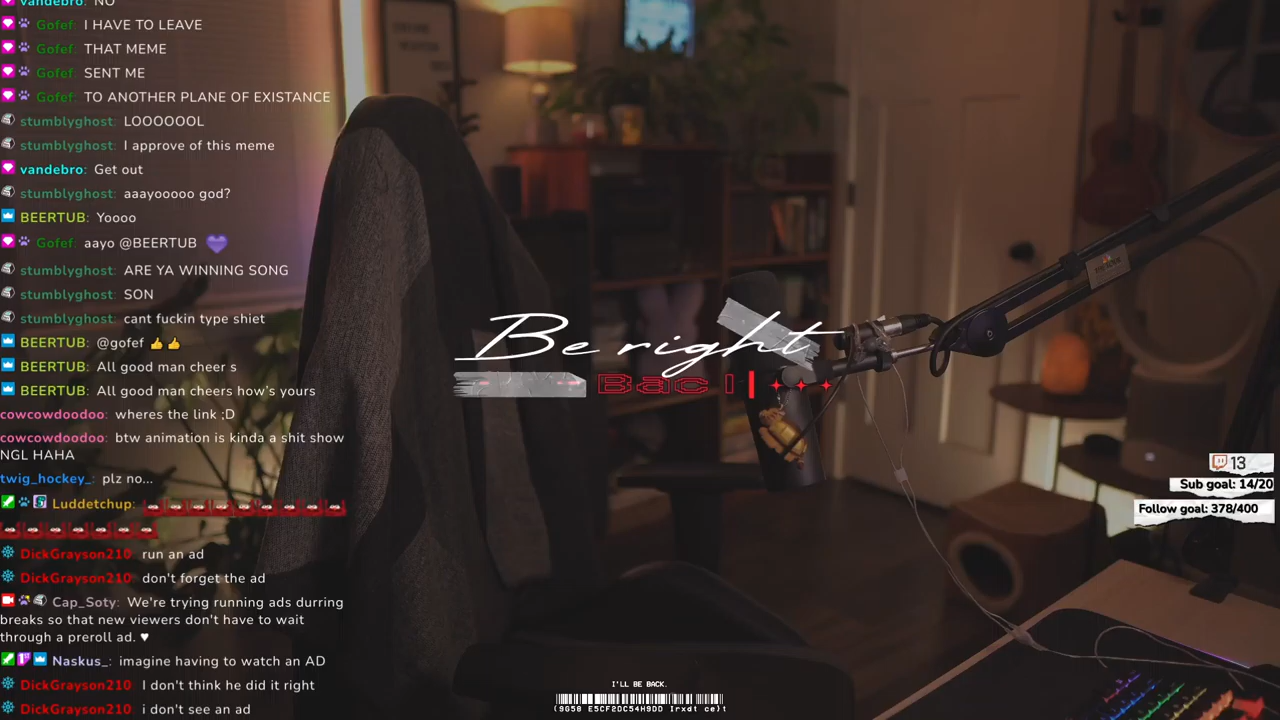 vandebro: NO
Gofef: I HAVE TO LEAVE
Gofef: THAT MEME
Gofef: SENT ME
Gofef: TO ANOTHER PLANE OF EXISTANCE
stumblyghost: LOOOOOOL
stumblyghost: I approve of this meme
vandebro: Get out
stumblyghost: aaayooooo god?
BEERTUB: Yoooo
Gofef: aayo @BEERTUB 💜
stumblyghost: ARE YA WINNING SONG
stumblyghost: SON
stumblyghost: cant fuckin type shiet
BEERTUB: @gofef 👍👍
BEERTUB: All good man cheer s
BEERTUB: All good man cheers how's yours
cowcowdoodoo: wheres the link ;D
cowcowdoodoo: btw animation is kinda a shit show
NGL HAHA
twig_hockey_: plz no...
Luddetchup:
DickGrayson210 run an ad
DickGrayson210 don't forget the ad
Cap_Soty: We're trying running ads durring
breaks so that new viewers don't have to wait
through a preroll ad. ♥
Naskus_: imagine having to watch an AD
DickGrayson210 I don't think he did it right
DickGrayson210 i don't see an ad
Be right
Bac
13
Sub goal: 14/20
Follow goal: 378/400
I'LL BE BACK.